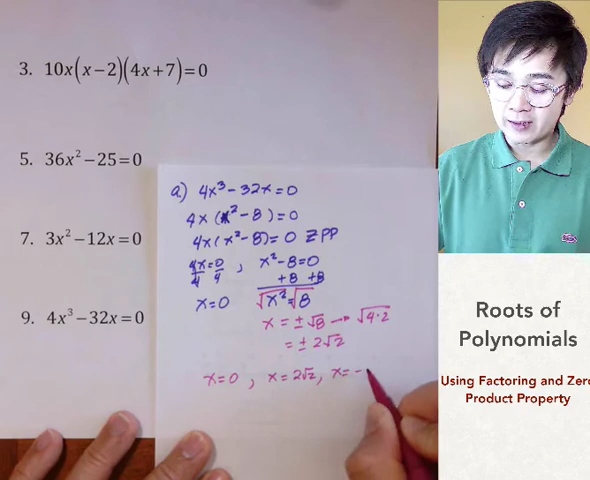 3. 10x(x−2)(4x+7)=0
5. 36x²−25=0
7. 3x²−12x=0
9. 4x³−32x=0
a) 4x³−32x=0
4x(x²−8)=0
4x(x²−8)=0 ZPP
4x=0 , x²−8=0
4 4 +8 +8
x=0 √x²=√8
x=±√8 → √4·2
=±2√2
x=0 , x=2√2, x=−
Roots of
Polynomials
Using Factoring and Zero
Product Property